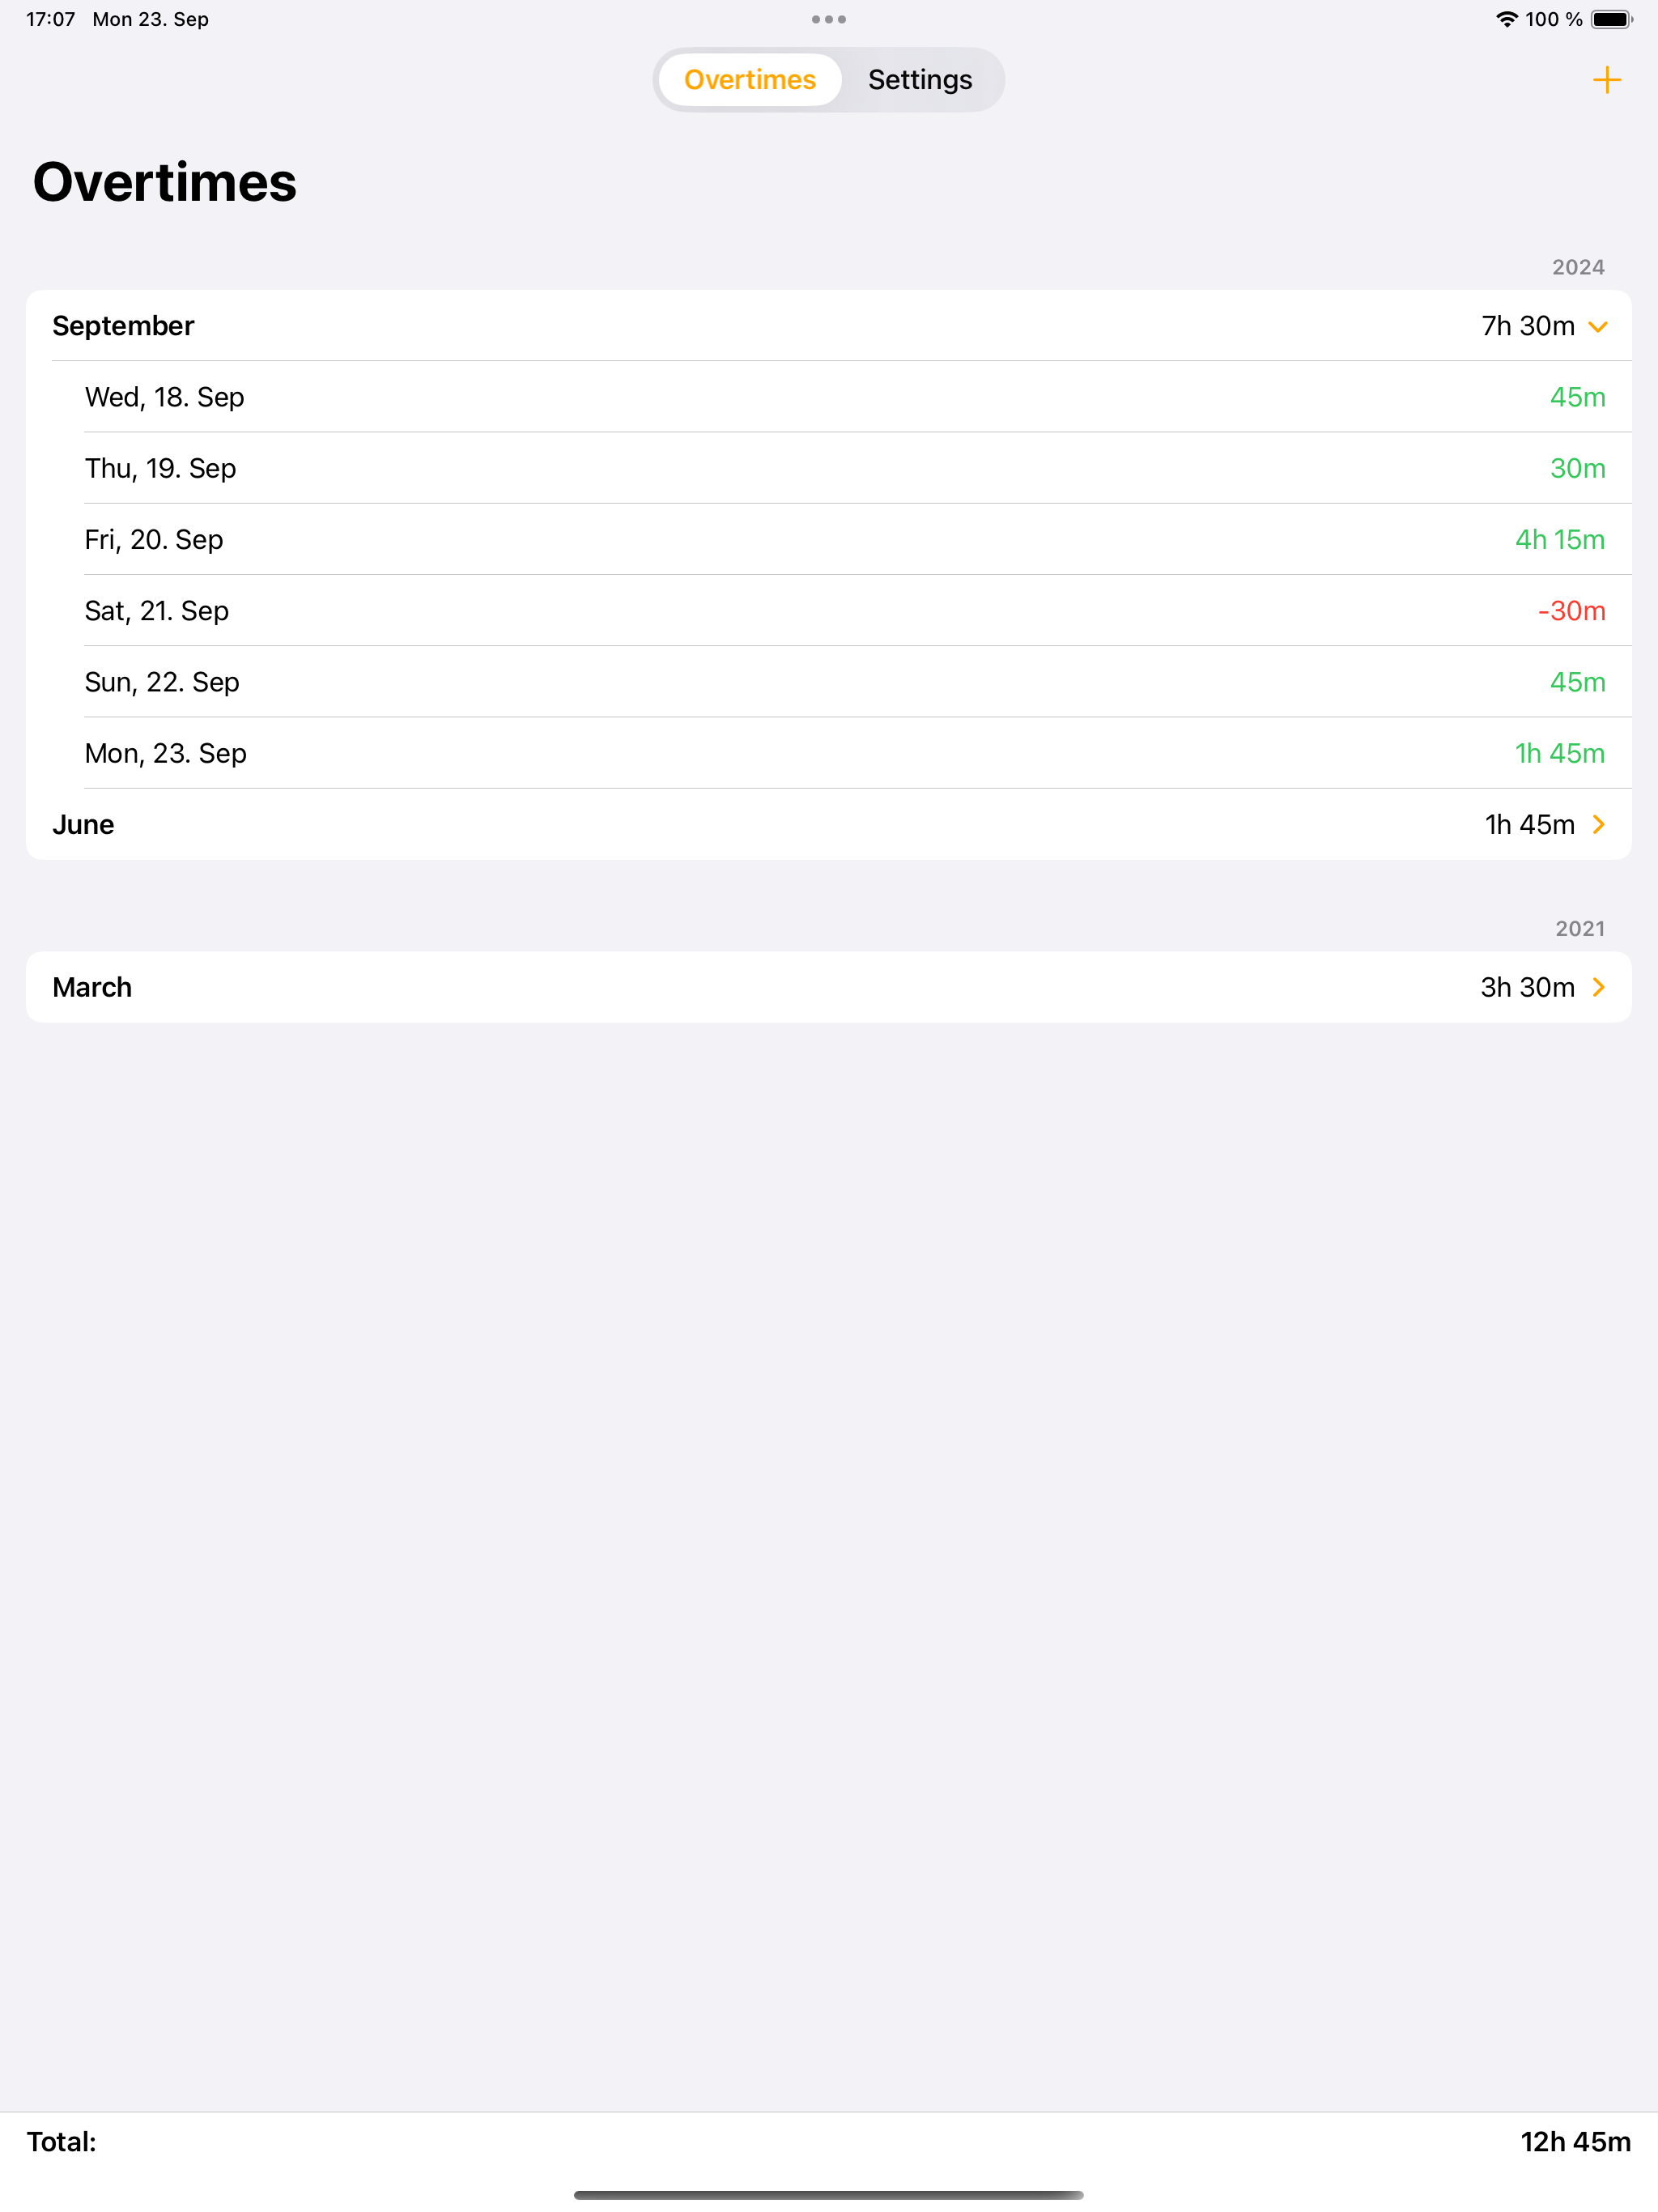 17:07 Mon 23. Sep 100 %
Overtimes Settings
Overtimes
2024
September 7h 30m
Wed, 18. Sep 45m
Thu, 19. Sep 30m
Fri, 20. Sep 4h 15m
Sat, 21. Sep -30m
Sun, 22. Sep 45m
Mon, 23. Sep 1h 45m
June 1h 45m
2021
March 3h 30m
Total: 12h 45m